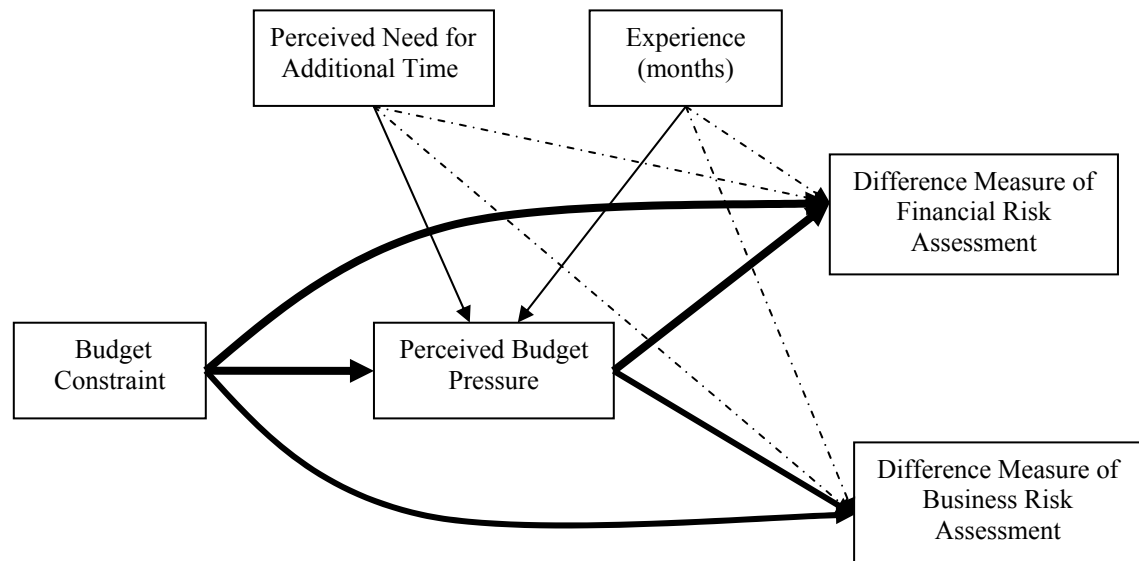 Perceived Need for
Additional Time
Experience
(months)
Difference Measure of
Financial Risk
Assessment
Budget
Constraint
Perceived Budget
Pressure
Difference Measure of
Business Risk
Assessment